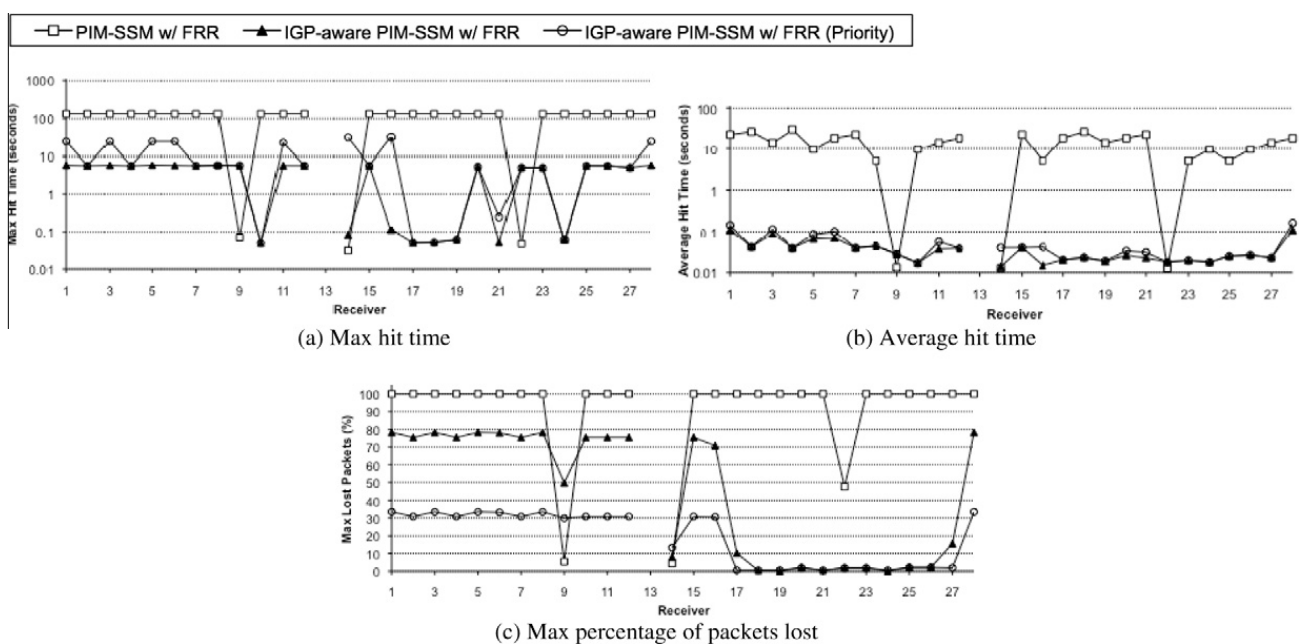 PIM-SSM w/ FRR IGP-aware PIM-SSM w/ FRR IGP-aware PIM-SSM w/ FRR (Priority)
Max Hit Time (seconds)
1000
100
10
1
0.1
0.01
1 3 5 7 9 11 13 15 17 19 21 23 25 27
Receiver
(a) Max hit time
Average Hit Time (seconds)
100
10
1
0.1
0.01
1 3 5 7 9 11 13 15 17 19 21 23 25 27
Receiver
(b) Average hit time
Max Lost Packets (%)
100
90
80
70
60
50
40
30
20
10
0
1 3 5 7 9 11 13 15 17 19 21 23 25 27
Receiver
(c) Max percentage of packets lost